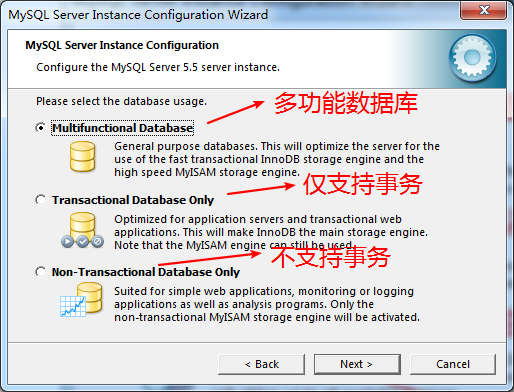 MySQL Server Instance Configuration Wizard
MySQL Server Instance Configuration
Configure the MySQL Server 5.5 server instance.
Please select the database usage.
多功能数据库
Multifunctional Database
General purpose databases. This will optimize the server for the
use of the fast transactional InnoDB storage engine and the
high speed MyISAM storage engine.
仅支持事务
Transactional Database Only
Optimized for application servers and transactional web
applications. This will make InnoDB the main storage engine.
Note that the MyISAM engine can still be used.
不支持事务
Non-Transactional Database Only
Suited for simple web applications, monitoring or logging
applications as well as analysis programs. Only the
non-transactional MyISAM storage engine will be activated.
< Back
Next >
Cancel